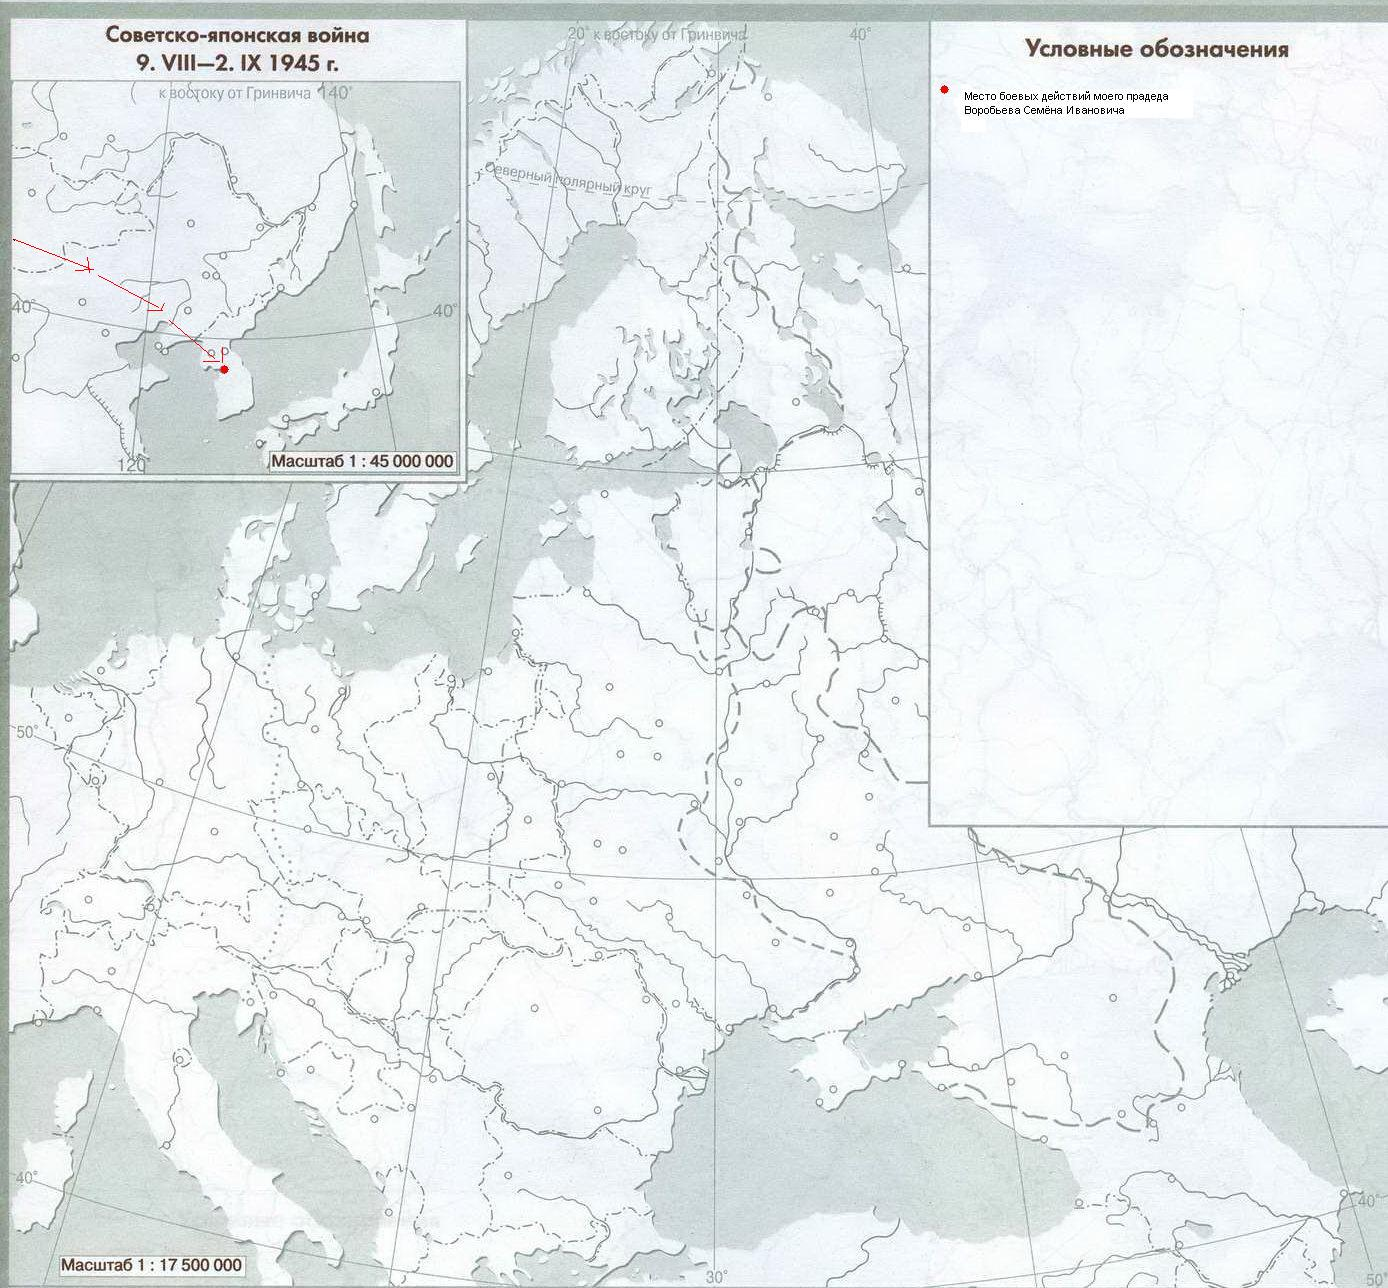 Советско-японская война
9. VIII—2. IX 1945 г.
к востоку от Гринвича 140°
40°
40°
120°
Масштаб 1 : 45 000 000
20° к востоку от Гринвича
40°
Северный полярный круг
Условные обозначения
Место боевых действий моего прадеда
Воробьева Семёна Ивановича
50°
40°
40°
Масштаб 1 : 17 500 000
30°
50°